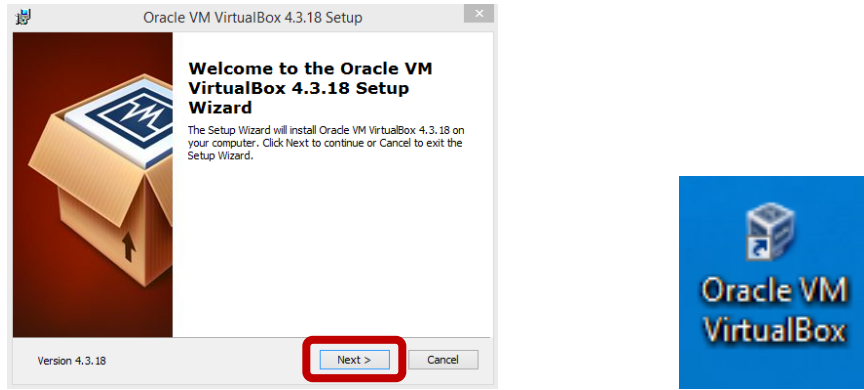 Oracle VM VirtualBox 4.3.18 Setup
Welcome to the Oracle VM
VirtualBox 4.3.18 Setup
Wizard
The Setup Wizard will install Oracle VM VirtualBox 4.3.18 on
your computer. Click Next to continue or Cancel to exit the
Setup Wizard.
Version 4.3.18
Next >
Cancel
Oracle VM
VirtualBox